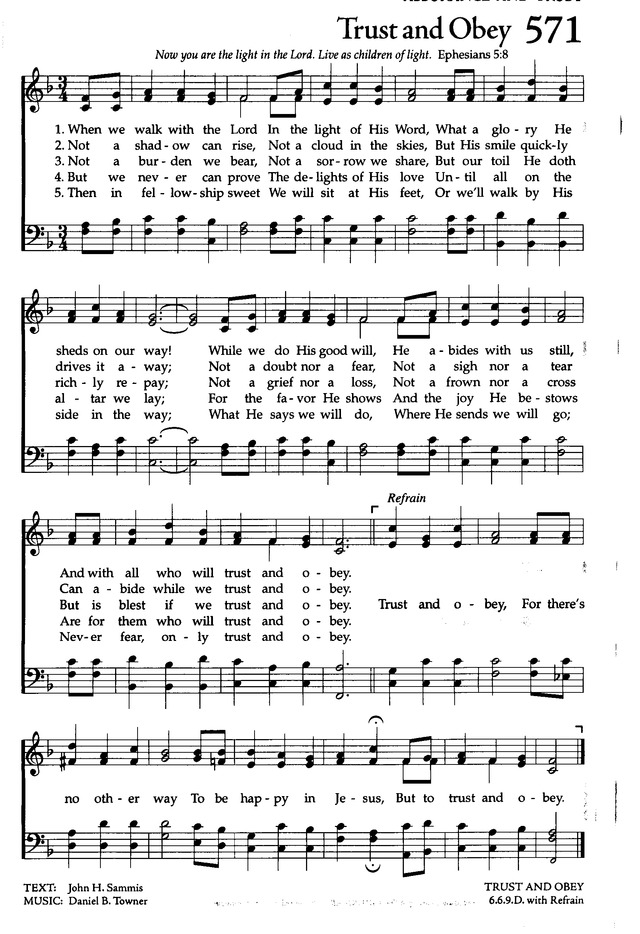 Trust and Obey 571
Now you are the light in the Lord. Live as children of light. Ephesians 5:8
3 4
1. When we walk with the Lord In the light of His Word, What a glo - ry He
2. Not a shad - ow can rise, Not a cloud in the skies, But His smile quick-ly
3. Not a bur - den we bear, Not a sor - row we share, But our toil He doth
4. But we nev - er can prove The de - lights of His love Un - til all on the
5. Then in fel - low - ship sweet We will sit at His feet, Or we'll walk by His
3 4
sheds on our way! While we do His good will, He a - bides with us still,
drives it a - way; Not a doubt nor a fear, Not a sigh nor a tear
rich - ly re - pay; Not a grief nor a loss, Not a frown nor a cross
al - tar we lay; For the fa - vor He shows And the joy He be - stows
side in the way; What He says we will do, Where He sends we will go;
Refrain
And with all who will trust and o - bey.
Can a - bide while we trust and o - bey.
But is blest if we trust and o - bey. Trust and o - bey, For there's
Are for them who will trust and o - bey.
Nev - er fear, on - ly trust and o - bey.
no oth - er way To be hap - py in Je - sus, But to trust and o - bey.
TEXT: John H. Sammis TRUST AND OBEY
MUSIC: Daniel B. Towner 6.6.9.D. with Refrain